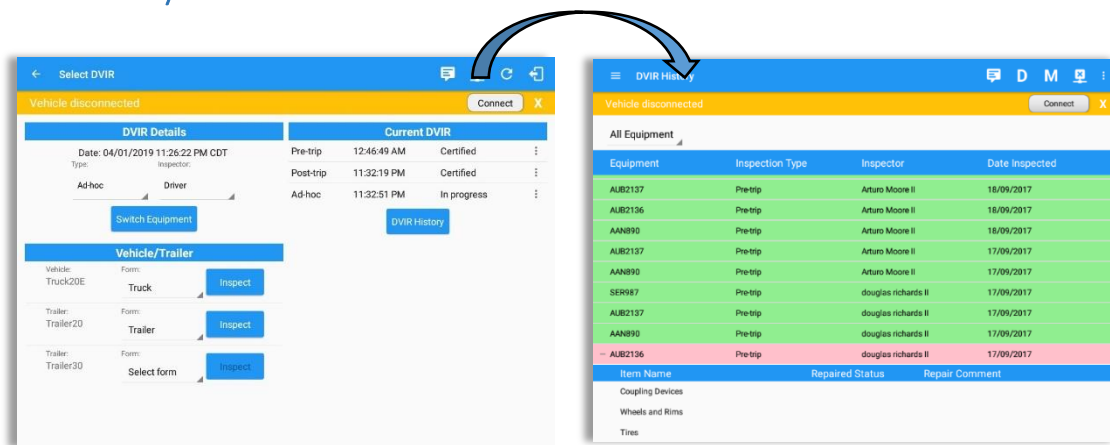 Select DVIR
Vehicle disconnected
Connect X
DVIR Details
Date: 04/01/2019 11:26:22 PM CDT
Type: Inspector:
Ad-hoc Driver
Switch Equipment
Vehicle/Trailer
Vehicle: Form:
Truck20E Truck Inspect
Trailer: Form:
Trailer20 Trailer Inspect
Trailer: Form:
Trailer30 Select form Inspect
Current DVIR
Pre-trip 12:46:49 AM Certified
Post-trip 11:32:19 PM Certified
Ad-hoc 11:32:51 PM In progress
DVIR History
DVIR History D M
Vehicle disconnected
Connect X
All Equipment
Equipment Inspection Type Inspector Date Inspected
AUB2137 Pre-trip Arturo Moore II 18/09/2017
AUB2136 Pre-trip Arturo Moore II 18/09/2017
AAN890 Pre-trip Arturo Moore II 18/09/2017
AUB2137 Pre-trip Arturo Moore II 17/09/2017
AAN890 Pre-trip Arturo Moore II 17/09/2017
SER987 Pre-trip douglas richards II 17/09/2017
AUB2137 Pre-trip douglas richards II 17/09/2017
AAN890 Pre-trip douglas richards II 17/09/2017
AUB2136 Pre-trip douglas richards II 17/09/2017
Item Name Repaired Status Repair Comment
Coupling Devices
Wheels and Rims
Tires